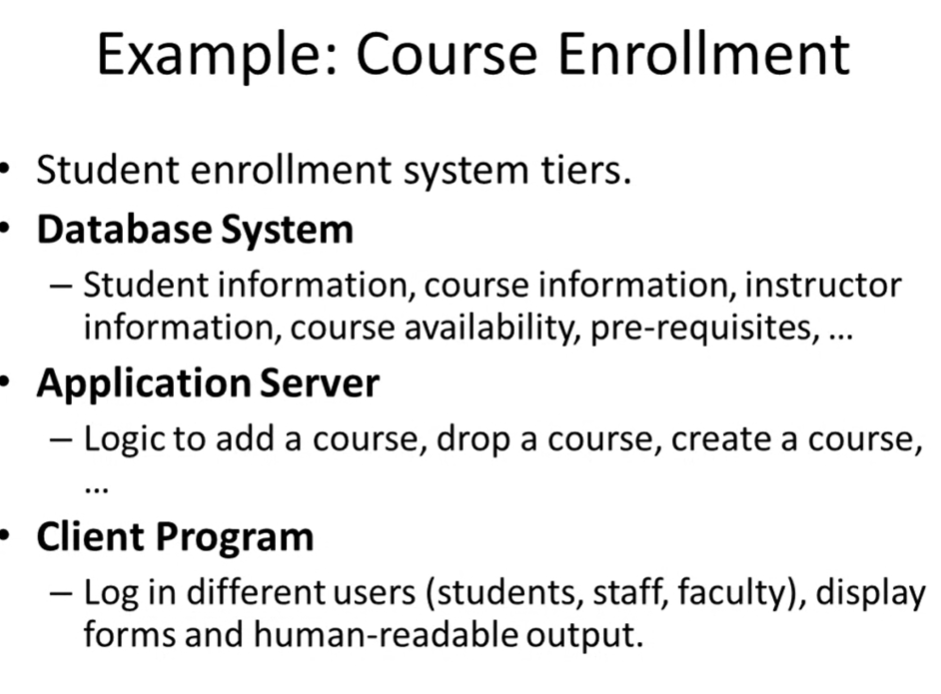 Example: Course Enrollment
• Student enrollment system tiers.
• Database System
– Student information, course information, instructor
information, course availability, pre-requisites, ...
• Application Server
– Logic to add a course, drop a course, create a course,
...
• Client Program
– Log in different users (students, staff, faculty), display
forms and human-readable output.